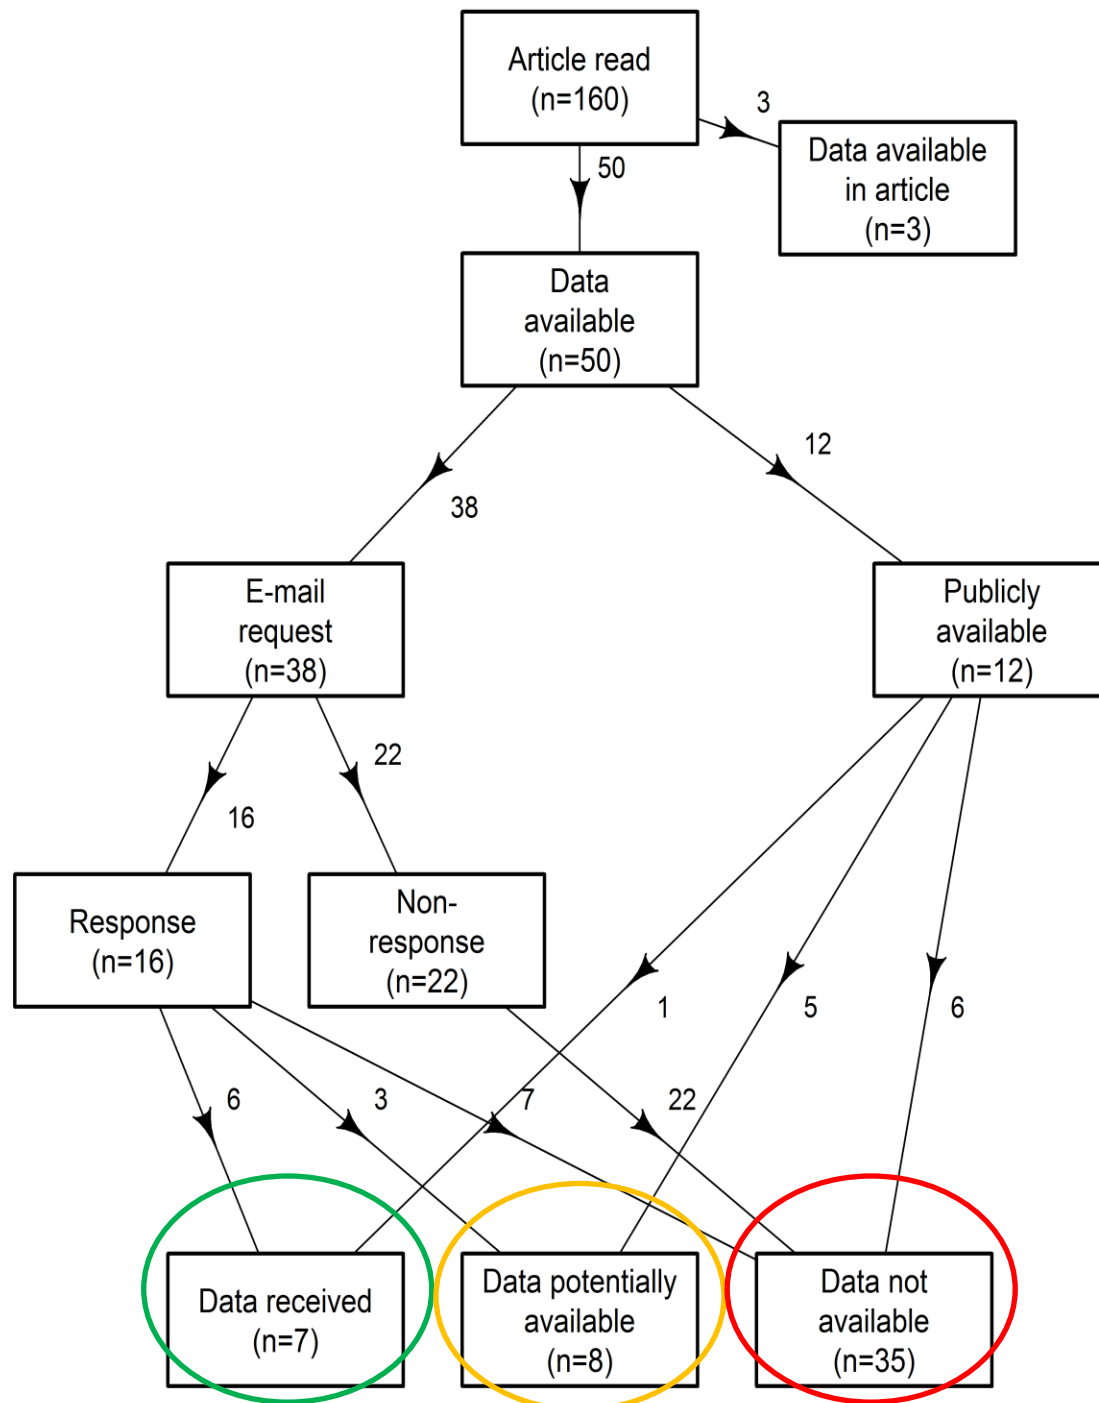 Article read
(n=160)
3
Data available
in article
(n=3)
50
Data
available
(n=50)
12
38
E-mail
request
(n=38)
Publicly
available
(n=12)
22
16
Response
(n=16)
Non-
response
(n=22)
1
5
6
6
3
7
22
Data received
(n=7)
Data potentially
available
(n=8)
Data not
available
(n=35)